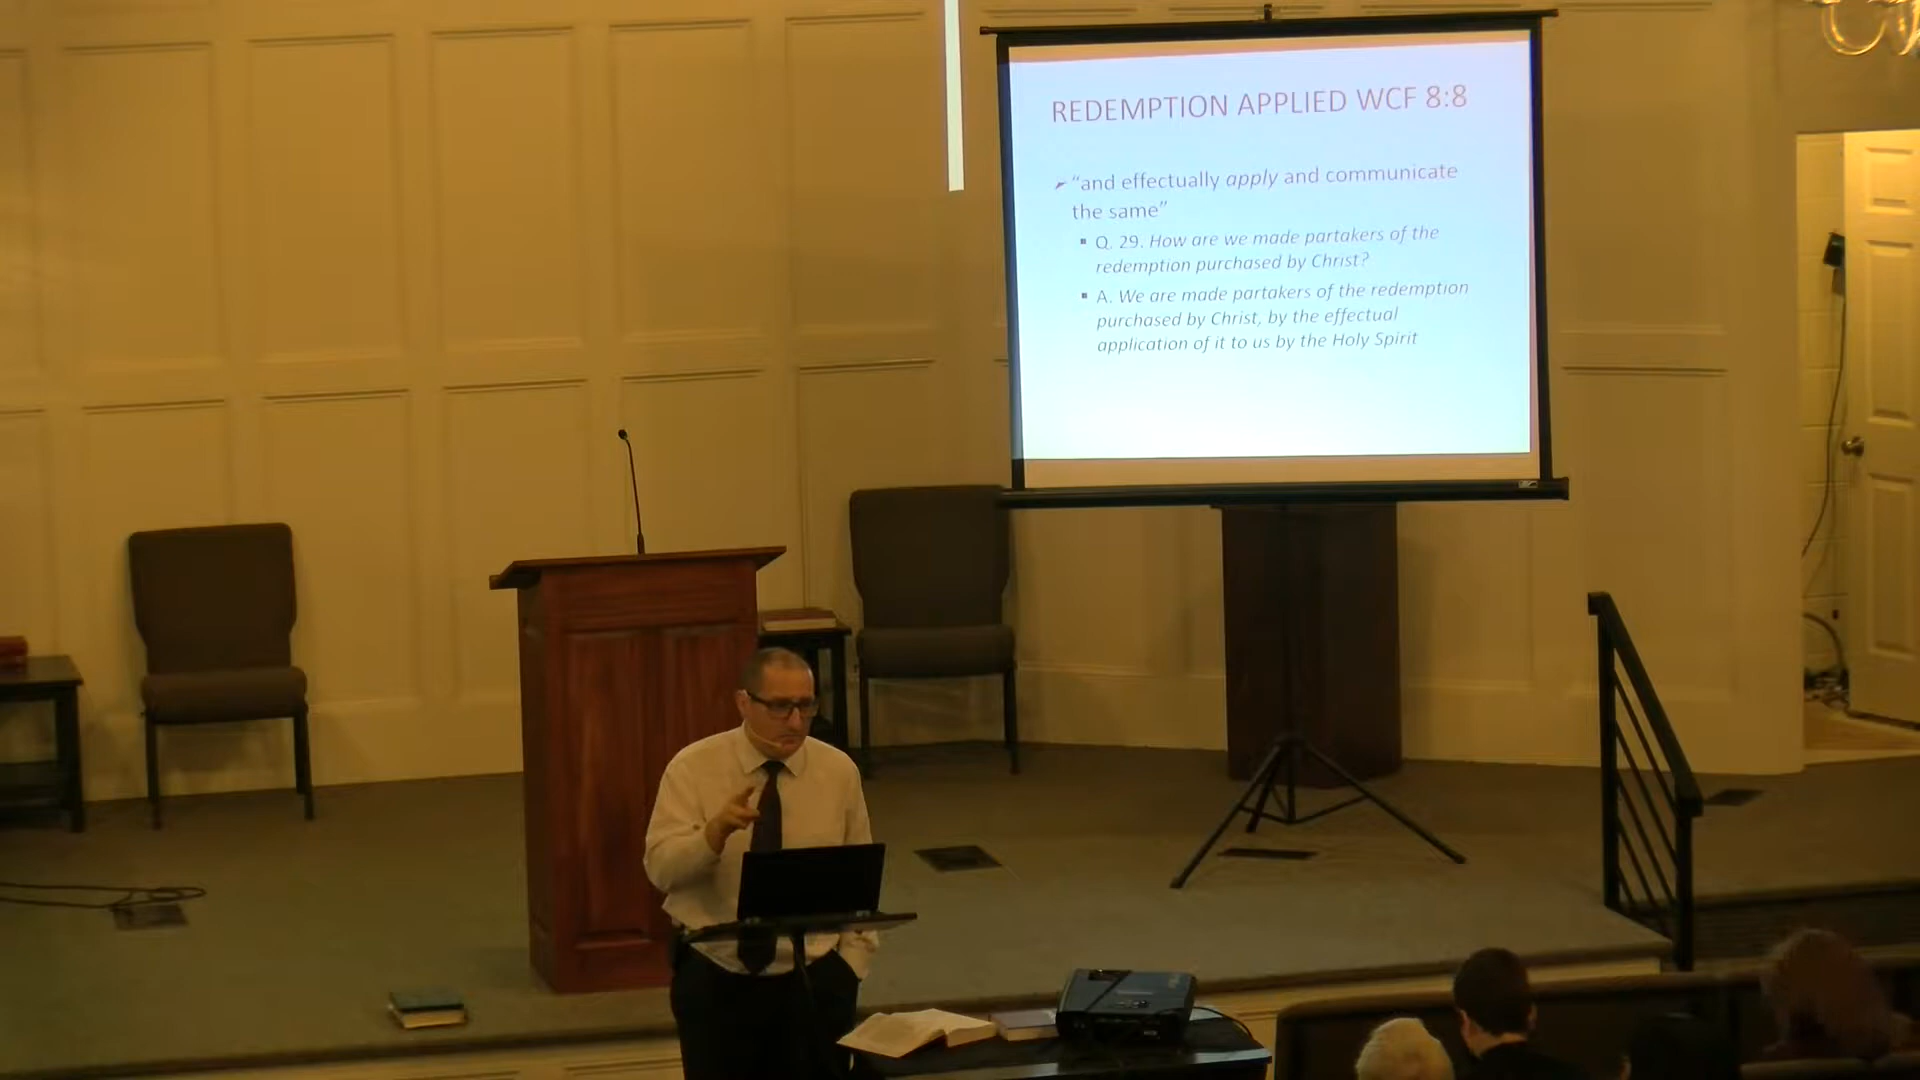 REDEMPTION APPLIED WCF 8:8
“and effectually apply and communicate
the same”
Q. 29. How are we made partakers of the
redemption purchased by Christ?
A. We are made partakers of the redemption
purchased by Christ, by the effectual
application of it to us by the Holy Spirit